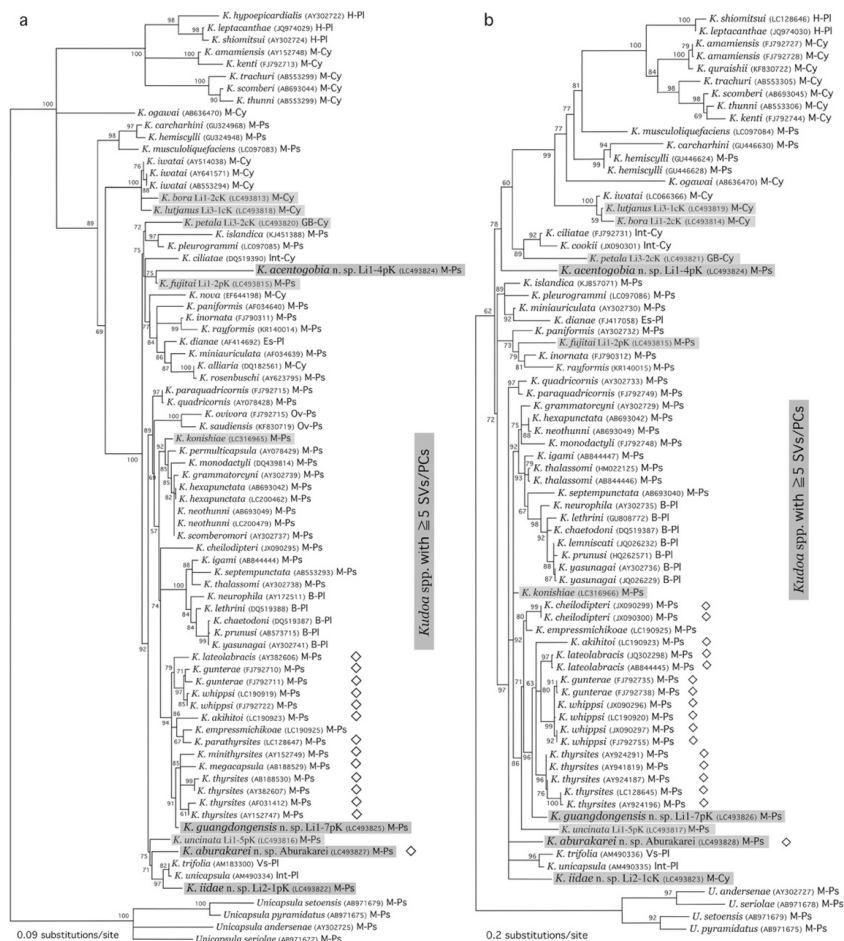 a
K. hypoepicardialis (AY302722) H-Pl
K. leptacanthae (JQ974029) H-Pl
K. shiomitsui (AY302724) H-Pl
K. amamiensis (AY152748) M-Cy
K. kenti (FJ792713) M-Cy
K. trachuri (AB553299) M-Cy
K. scomberi (AB693044) M-Cy
K. thunni (AB553299) M-Cy
K. ogawai (AB636470) M-Cy
K. carcharhini (GU324968) M-Ps
K. hemiscylli (GU324948) M-Ps
K. musculoliquefaciens (LC097083) M-Ps
K. iwatai (AY514038) M-Cy
K. iwatai (AY641571) M-Cy
K. iwatai (AB553294) M-Cy
K. bora Li1-2cK (LC493813) M-Cy
K. lutjanus Li3-1cK (LC493818) M-Cy
K. petala Li3-2cK (LC493820) GB-Cy
K. islandica (KJ451388) M-Ps
K. pleurogrammi (LC097085) M-Ps
K. ciliatae (DQ519390) Int-Cy
K. acentogobia n. sp. Li1-4pK (LC493824) M-Ps
K. fujitai Li1-2pK (LC493815) M-Ps
K. nova (EF644198) M-Cy
K. paniformis (AF034640) M-Ps
K. inornata (FJ790311) M-Ps
K. rayformis (KR140014) M-Ps
K. dianae (AF414692) Es-Pl
K. miniauriculata (AF034639) M-Ps
K. alliaria (DQ182561) M-Cy
K. rosenbuschi (AY623795) M-Ps
K. paraquadricornis (FJ792715) M-Ps
K. quadricornis (AY078428) M-Ps
K. ovivora (FJ792715) Ov-Ps
K. saudiensis (KF830719) Ov-Ps
K. konishiae (LC316965) M-Ps
K. permulticapsula (AY078429) M-Ps
K. monodactyli (DQ439814) M-Ps
K. grammatorcyni (AY302739) M-Ps
K. hexapunctata (AB693042) M-Ps
K. hexapunctata (LC200462) M-Ps
K. neothunni (AB693049) M-Ps
K. neothunni (LC200479) M-Ps
K. scomberomori (AY302737) M-Ps
K. cheilodipteri (JX090295) M-Ps
K. igami (AB844444) M-Ps
K. septempunctata (AB553293) M-Ps
K. thalassomi (AY302738) M-Ps
K. neurophila (AY172511) B-Pl
K. lethrini (DQ519388) B-Pl
K. chaetodoni (DQ519387) B-Pl
K. prunusi (AB573715) B-Pl
K. yasunagai (AY302741) B-Pl
K. lateolabracis (AY382606) M-Ps
K. gunterae (FJ792710) M-Ps
K. gunterae (FJ792711) M-Ps
K. whippsi (LC190919) M-Ps
K. whippsi (FJ792722) M-Ps
K. akihitoi (LC190923) M-Ps
K. empressmichikoae (LC190925) M-Ps
K. parathyrsites (LC128647) M-Ps
K. minithyrsites (AY152749) M-Ps
K. megacapsula (AB188529) M-Ps
K. thyrsites (AB188530) M-Ps
K. thyrsites (AY382607) M-Ps
K. thyrsites (AF031412) M-Ps
K. thyrsites (AY152747) M-Ps
K. guangdongensis n. sp. Li1-7pK (LC493825) M-Ps
K. uncinata Li1-5pK (LC493816) M-Ps
K. aburakarei n. sp. Aburakarei (LC493827) M-Ps
K. trifolia (AM183300) Vs-Pl
K. unicapsula (AM490334) Int-Pl
K. iidae n. sp. Li2-1pK (LC493822) M-Ps
Unicapsula setoensis (AB971679) M-Ps
Unicapsula pyramidatus (AB971675) M-Ps
Unicapsula andersenae (AY302725) M-Ps
Unicapsula seriolae (AB971677) M-Ps
0.09 substitutions/site
Kudoa spp. with ≧5 SVs/PCs
b
K. shiomitsui (LC128646) H-Pl
K. leptacanthae (JQ974030) H-Pl
K. amamiensis (FJ792727) M-Cy
K. amamiensis (FJ792728) M-Cy
K. quraishii (KF830722) M-Cy
K. trachuri (AB553305) M-Cy
K. scomberi (AB693045) M-Cy
K. thunni (AB553306) M-Cy
K. kenti (FJ792744) M-Cy
K. musculoliquefaciens (LC097084) M-Ps
K. carcharhini (GU446630) M-Ps
K. hemiscylli (GU446624) M-Ps
K. hemiscylli (GU446628) M-Ps
K. ogawai (AB636470) M-Cy
K. iwatai (LC066366) M-Cy
K. lutjanus Li3-1cK (LC493819) M-Cy
K. bora Li1-2cK (LC493814) M-Cy
K. ciliatae (FJ792731) Int-Cy
K. cookii (JX090301) Int-Cy
K. petala Li3-2cK (LC493821) GB-Cy
K. acentogobia n. sp. Li1-4pK (LC493824) M-Ps
K. islandica (KJ857071) M-Ps
K. pleurogrammi (LC097086) M-Ps
K. miniauriculata (AY302730) M-Ps
K. dianae (FJ417058) Es-Pl
K. paniformis (AY302732) M-Ps
K. fujitai Li1-2pK (LC493815) M-Ps
K. inornata (FJ790312) M-Ps
K. rayformis (KR140015) M-Ps
K. quadricornis (AY302733) M-Ps
K. paraquadricornis (FJ792749) M-Ps
K. grammatorcyni (AY302729) M-Ps
K. hexapunctata (AB693042) M-Ps
K. neothunni (AB693049) M-Ps
K. monodactyli (FJ792748) M-Ps
K. igami (AB844447) M-Ps
K. thalassomi (HM022125) M-Ps
K. thalassomi (AB844446) M-Ps
K. septempunctata (AB693040) M-Ps
K. neurophila (AY302735) B-Pl
K. lethrini (GU808772) B-Pl
K. chaetodoni (DQ519387) B-Pl
K. lemniscati (JQ026232) B-Pl
K. prunusi (HQ262571) B-Pl
K. yasunagai (AY302736) B-Pl
K. yasunagai (JQ026229) B-Pl
K. konishiae (LC316966) M-Ps
K. cheilodipteri (JX090299) M-Ps
K. cheilodipteri (JX090300) M-Ps
K. empressmichikoae (LC190925) M-Ps
K. akihitoi (LC190923) M-Ps
K. lateolabracis (JQ302298) M-Ps
K. lateolabracis (AB844445) M-Ps
K. gunterae (FJ792735) M-Ps
K. gunterae (FJ792738) M-Ps
K. whippsi (JX090296) M-Ps
K. whippsi (LC190920) M-Ps
K. whippsi (JX090297) M-Ps
K. whippsi (FJ792755) M-Ps
K. thyrsites (AY924291) M-Ps
K. thyrsites (AY941819) M-Ps
K. thyrsites (AY924187) M-Ps
K. thyrsites (LC128645) M-Ps
K. thyrsites (AY924196) M-Ps
K. guangdongensis n. sp. Li1-7pK (LC493826) M-Ps
K. uncinata Li1-5pK (LC493817) M-Ps
K. aburakarei n. sp. Aburakarei (LC493828) M-Ps
K. trifolia (AM490336) Vs-Pl
K. unicapsula (AM490335) Int-Pl
K. iidae n. sp. Li2-1cK (LC493823) M-Cy
U. andersenae (AY302727) M-Ps
U. seriolae (AB971678) M-Ps
U. setoensis (AB971679) M-Ps
U. pyramidatus (AB971676) M-Ps
0.2 substitutions/site
Kudoa spp. with ≧5 SVs/PCs